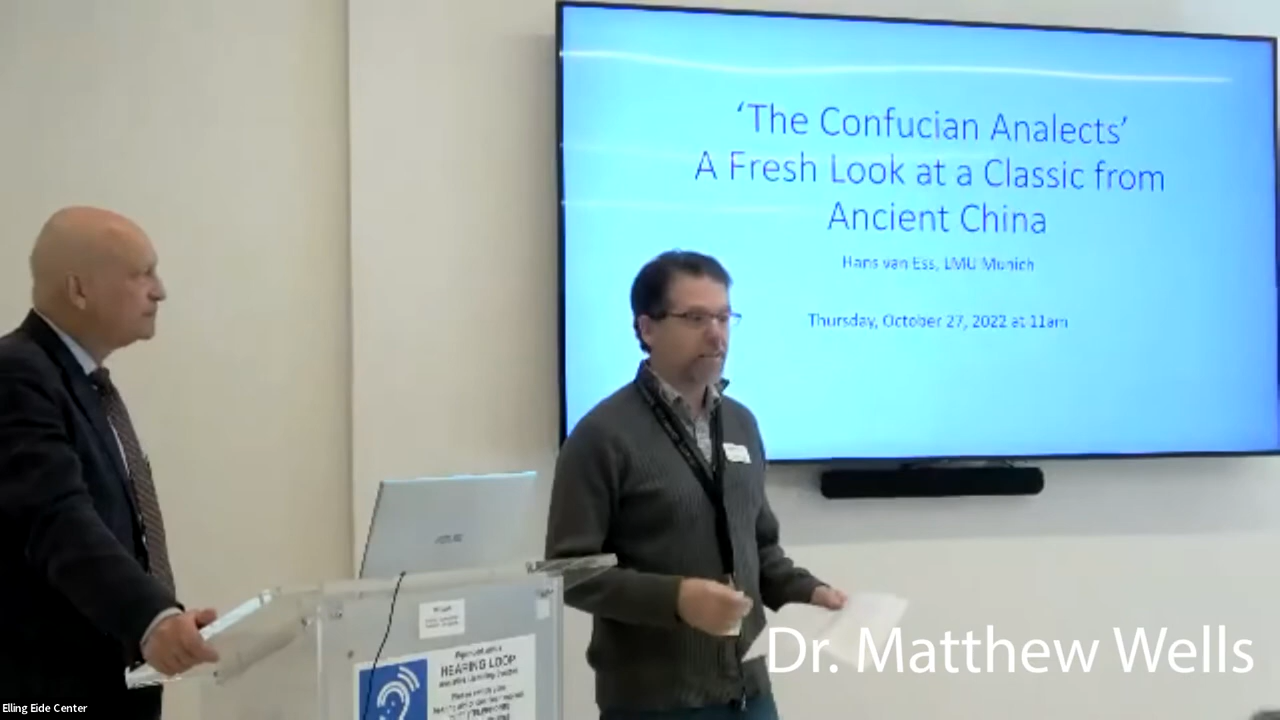 ‘The Confucian Analects’
A Fresh Look at a Classic from
Ancient China
Hans van Ess, LMU Munich
Thursday, October 27, 2022 at 11am
HEARING LOOP
Dr. Matthew Wells
Elling Eide Center